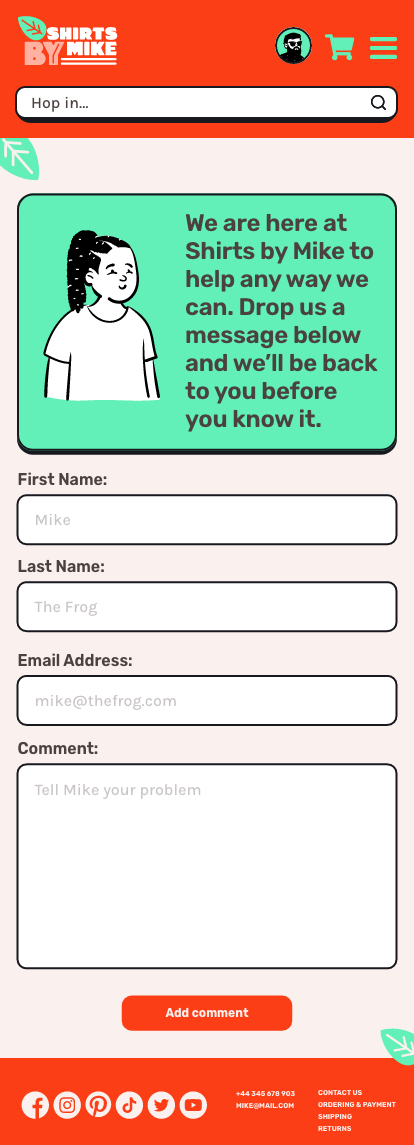 SHIRTS
BY MIKE
Hop in...
We are here at
Shirts by Mike to
help any way we
can. Drop us a
message below
and we’ll be back
to you before
you know it.
First Name:
Mike
Last Name:
The Frog
Email Address:
mike@thefrog.com
Comment:
Tell Mike your problem
Add comment
+44 345 678 903
MIKE@MAIL.COM
CONTACT US
ORDERING & PAYMENT
SHIPPING
RETURNS